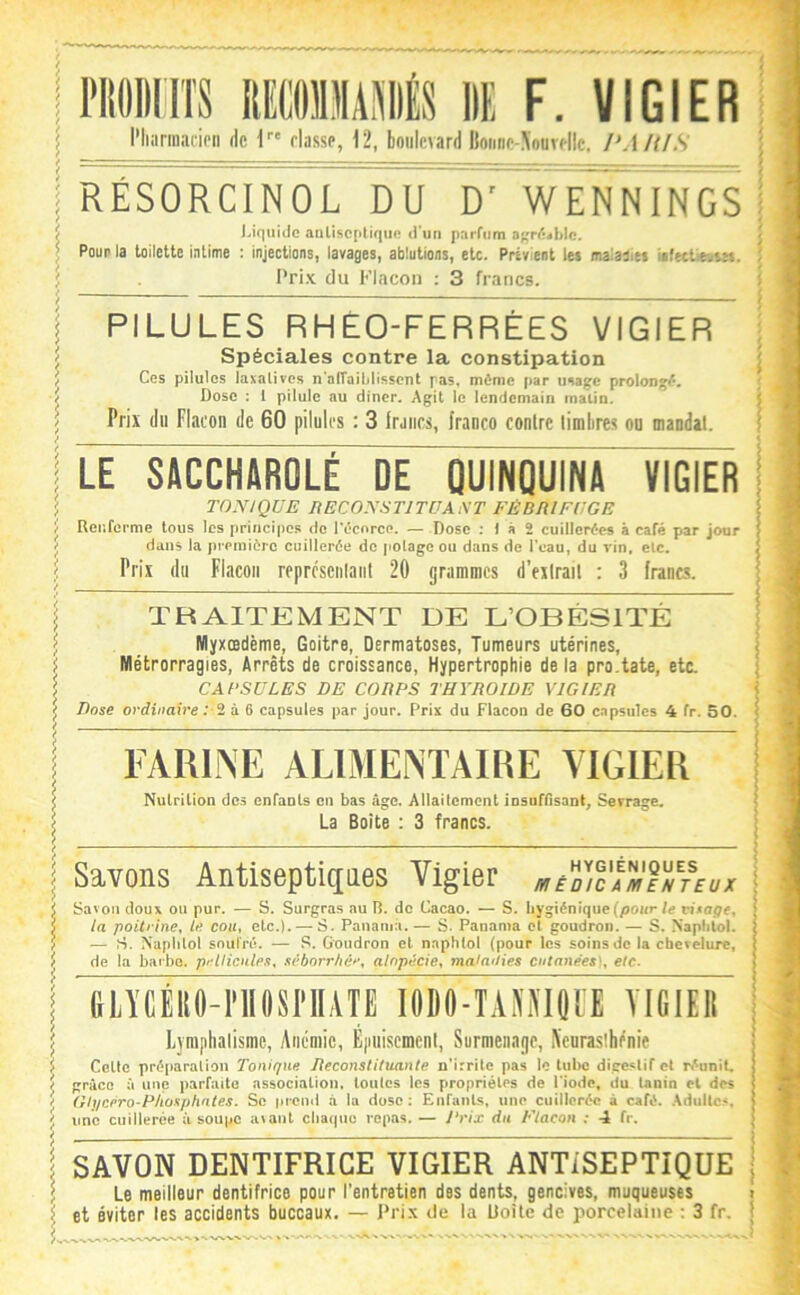 PRODUITS RECOMMANDÉS DE F. VIGIER
Pharmacien de 1re classe, 12, boulevard Bonne-Nouvelle. PARIS
RÉSORCINOL DU Dr WENNINGS
Liquide antiseptique d'un parfum agréable.
Pour la toilette intime : injections, lavages, ablutions, etc. Prévient les maladies infectieuses.
Prix du Flacon : 3 francs.
PILULES RHÉO-FERRÉES VIGIER
Spéciales contre la constipation
Ces pilules laxatives n'affaiblissent pas, même par usage prolongé.
Dose : 1 pilule au dîner. Agit le lendemain matin.
Prix du Flacon de 60 pilules : 3 francs, franco contre timbres ou mandat.
LE SACCHAROLÉ DE QUINQUINA VIGIER
TONIQUE RECONSTITUANT FÉBRIFUGE
Renferme tous les principes de l'écorce. — Dose : 1 à 2 cuillerées à café par jour
dans la première cuillerée de potage ou dans de l'eau, du vin, etc.
Prix du Flacon représentant 20 grammes d'extrait : 3 francs.
TRAITEMENT DE L'OBÉSITÉ
Myxœdème, Goitre, Dermatoses, Tumeurs utérines,
Métrorragies, Arrêts de croissance, Hypertrophie de la pro.tate, etc.
CAPSULES DE CORPS THYROIDE VIGIER
Dose ordinaire : 2 à 6 capsules par jour. Prix du Flacon de 60 capsules 4 fr. 50.
FARINE ALIMENTAIRE VIGIER
Nutrition des enfants en bas âge. Allaitement insuffisant, Sevrage.
La Boîte : 3 francs.
Savons Antiseptiques Vigier HYGIÉNIQUES MÉDICAMENTEUX
Savon doux ou pur. — S. Surgras au B. de Cacao. — S. hygiénique (pour le visage,
la poitrine, le cou, etc.). — S. Panama. — S. Panama et goudron. — S. Naphtol.
— S. Naphtol soufré. — S. Goudron et naphtol (pour les soins de la chevelure,
de la barbe, pellicules, séborrhée, alopécie, maladies cutanées), etc.
GLYCÉRO-PHOSPHATE IODO-TANNIQUE VIGIER
Lymphatisme, Anémie, Épuisement, Surmenage, Neurasthénie
Cette préparation Tonique Reconstituante n'irrite pas le tube digestif et réunit,
grâce à une parfaite association, toutes les propriétés de l'iode, du tanin et des
Glycéro-Phosphates. Se prend à la dose : Enfants, une cuillerée à café. Adultes,
une cuillerée à soupe avant chaque repas. — Prix du Flacon : 4 fr.
SAVON DENTIFRICE VIGIER ANTiSEPTIQUE
Le meilleur dentifrice pour l'entretien des dents, gencives, muqueuses
et éviter les accidents buccaux. — Prix de la Boîte de porcelaine : 3 fr.